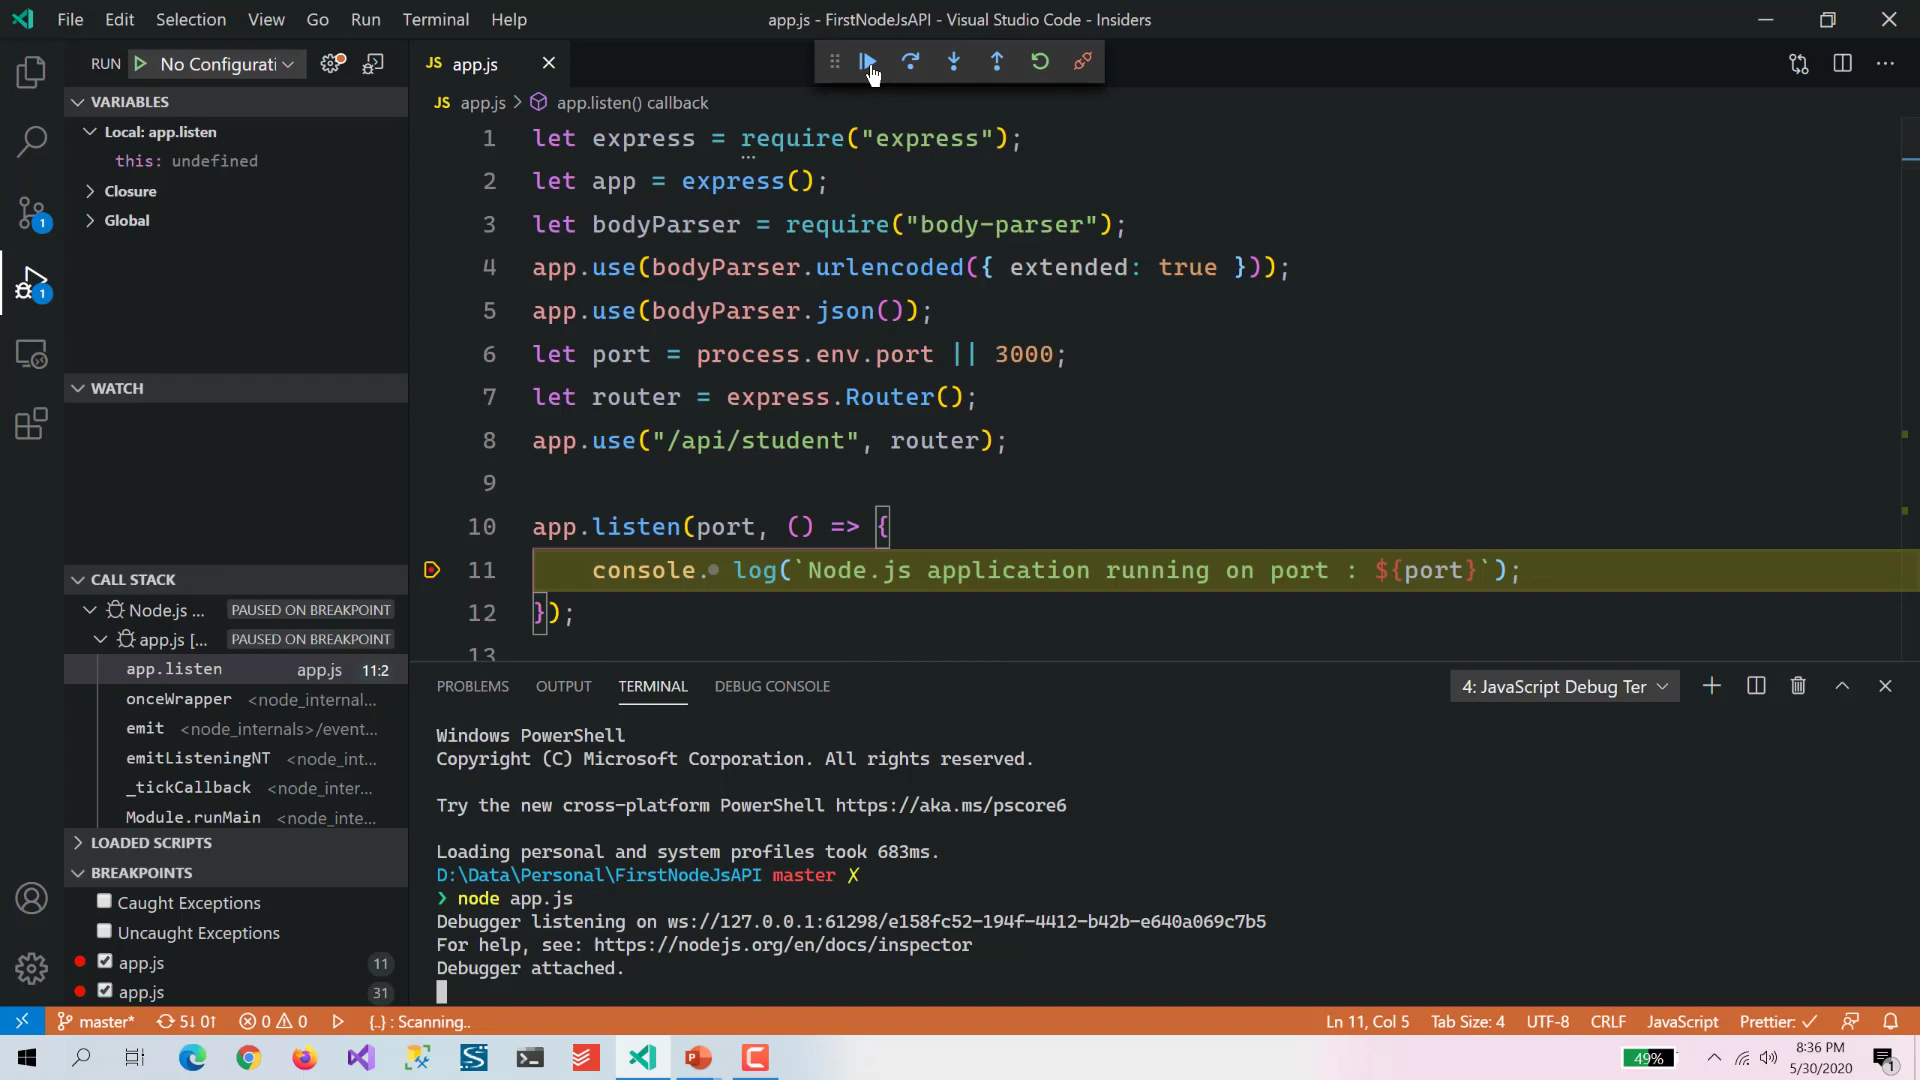 File Edit Selection View Go Run Terminal Help
app.js - FirstNodeJsAPI - Visual Studio Code - Insiders
RUN No Configurati
JS app.js
VARIABLES
Local: app.listen
this: undefined
Closure
Global
WATCH
CALL STACK
Node.js ... PAUSED ON BREAKPOINT
app.js [... PAUSED ON BREAKPOINT
app.listen app.js 11:2
onceWrapper <node_internal...
emit <node_internals>/event...
emitListeningNT <node_int...
_tickCallback <node_inter...
Module.runMain <node_inte...
LOADED SCRIPTS
BREAKPOINTS
Caught Exceptions
Uncaught Exceptions
app.js 11
app.js 31
1
1
JS app.js > app.listen() callback
1 let express = require("express");
2 let app = express();
3 let bodyParser = require("body-parser");
4 app.use(bodyParser.urlencoded({ extended: true }));
5 app.use(bodyParser.json());
6 let port = process.env.port || 3000;
7 let router = express.Router();
8 app.use("/api/student", router);
9
10 app.listen(port, () => {
11 console. log(`Node.js application running on port : ${port}`);
12 });
13
PROBLEMS OUTPUT TERMINAL DEBUG CONSOLE
4: JavaScript Debug Ter
Windows PowerShell
Copyright (C) Microsoft Corporation. All rights reserved.
Try the new cross-platform PowerShell https://aka.ms/pscore6
Loading personal and system profiles took 683ms.
D:\Data\Personal\FirstNodeJsAPI master X
❯ node app.js
Debugger listening on ws://127.0.0.1:61298/e158fc52-194f-4412-b42b-e640a069c7b5
For help, see: https://nodejs.org/en/docs/inspector
Debugger attached.
master* 5↓ 0↑ 0 0 {..} : Scanning..
Ln 11, Col 5 Tab Size: 4 UTF-8 CRLF JavaScript Prettier: ✓
49%
8:36 PM
5/30/2020
1